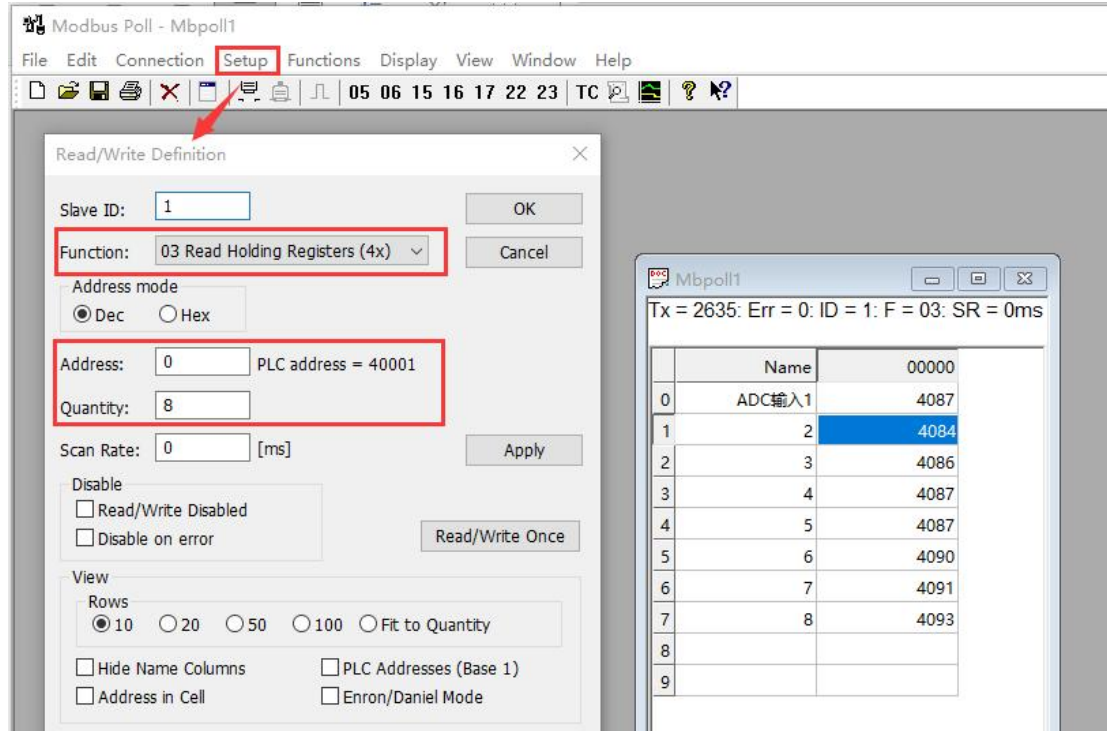 Modbus Poll - Mbpoll1
File Edit Connection Setup Functions Display View Window Help
05 06 15 16 17 22 23 TC
Read/Write Definition
Slave ID: 1 OK
Function: 03 Read Holding Registers (4x) Cancel
Address mode
Dec Hex
Address: 0 PLC address = 40001
Quantity: 8
Scan Rate: 0 [ms] Apply
Disable
Read/Write Disabled
Disable on error Read/Write Once
View
Rows
10 20 50 100 Fit to Quantity
Hide Name Columns PLC Addresses (Base 1)
Address in Cell Enron/Daniel Mode
Mbpoll1
Tx = 2635: Err = 0: ID = 1: F = 03: SR = 0ms
Name 00000
0 ADC输入1 4087
1 2 4084
2 3 4086
3 4 4087
4 5 4087
5 6 4090
6 7 4091
7 8 4093
8
9